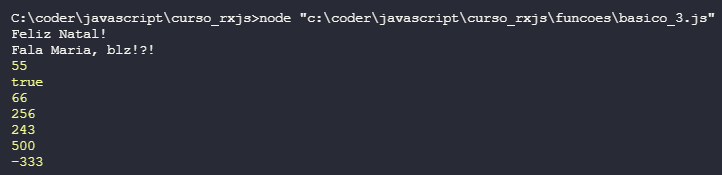 C:\coder\javascript\curso_rxjs>node "c:\coder\javascript\curso_rxjs\funcoes\basico_3.js"
Feliz Natal!
Fala Maria, blz!?!
55
true
66
256
243
500
-333